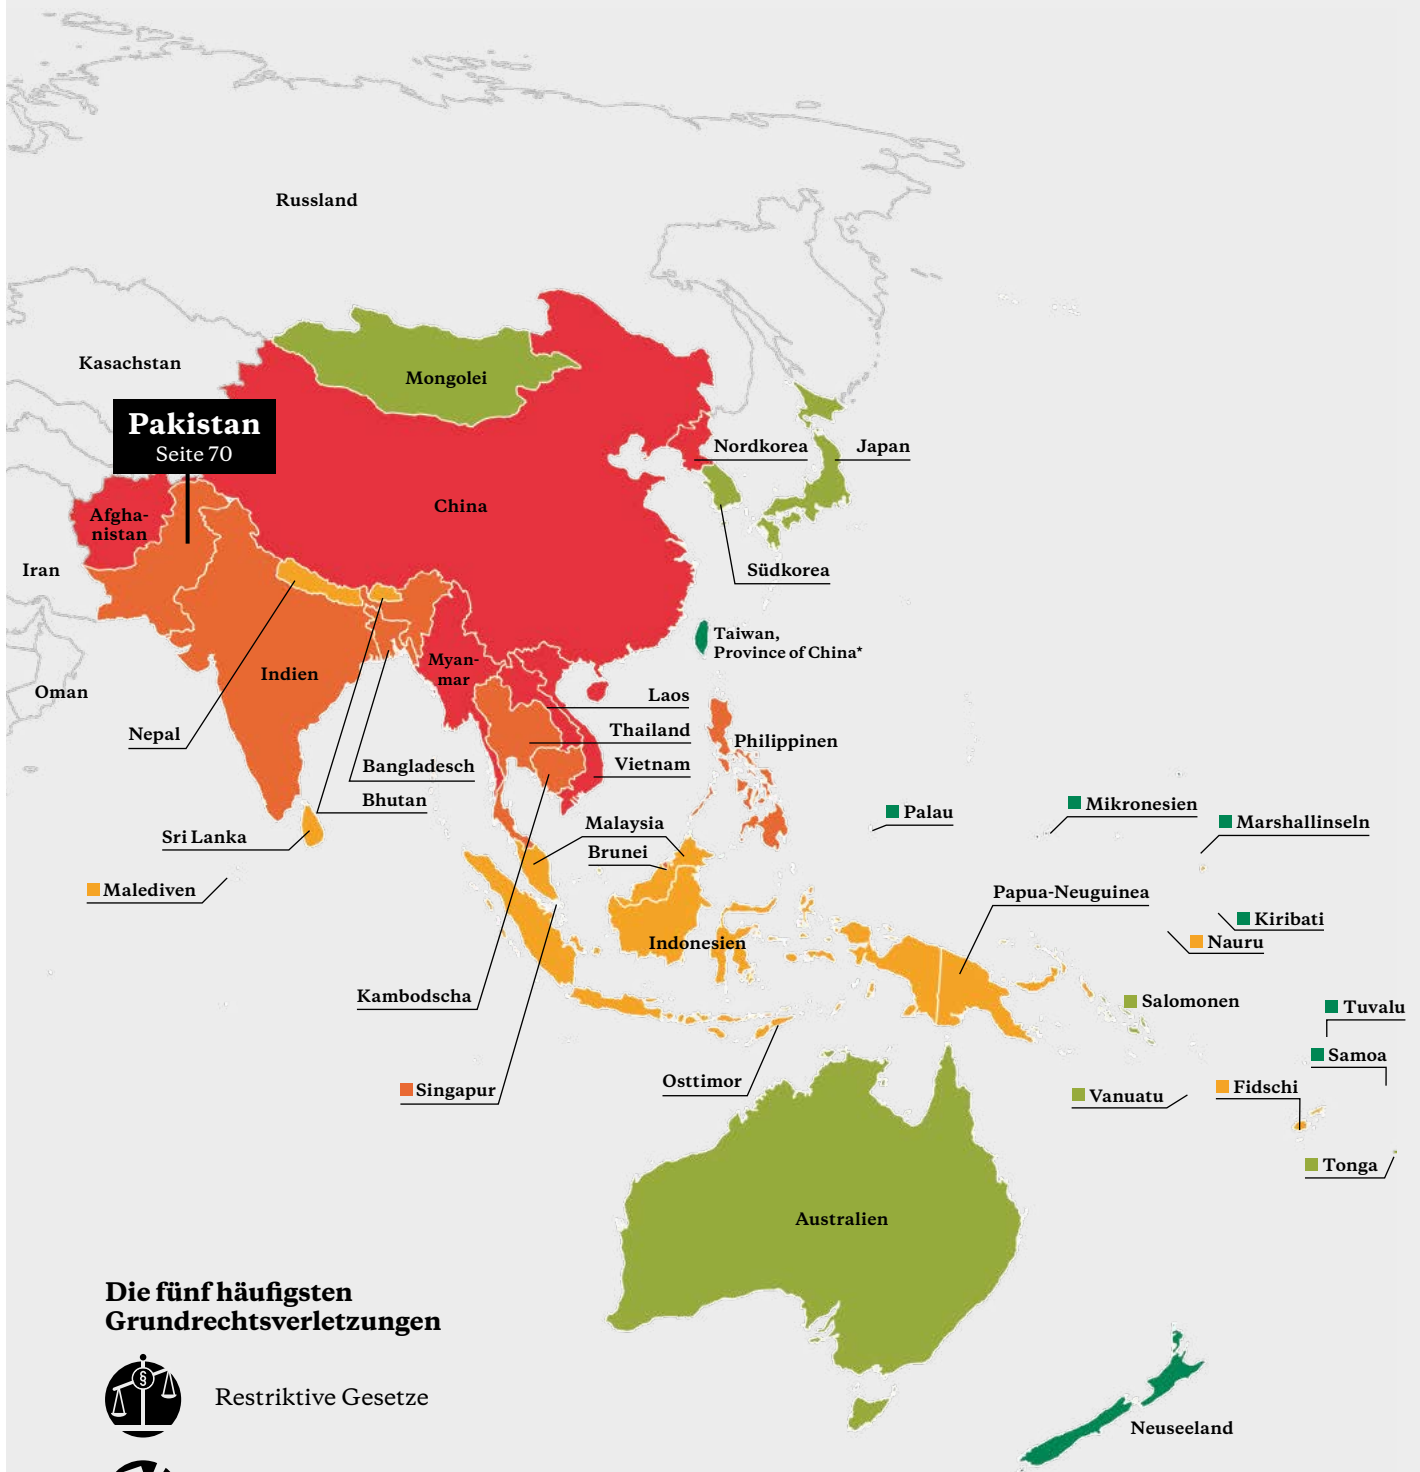 Russland
Kasachstan
Mongolei
Pakistan
Seite 70
Nordkorea
Japan
China
Afgha-
nistan
Iran
Südkorea
Taiwan,
Province of China*
Myan-
mar
Indien
Oman
Laos
Nepal
Thailand
Philippinen
Bangladesch
Vietnam
Bhutan
Palau
Mikronesien
Marshallinseln
Sri Lanka
Malaysia
Brunei
Malediven
Papua-Neuguinea
Kiribati
Nauru
Indonesien
Kambodscha
Salomonen
Tuvalu
Samoa
Osttimor
Singapur
Vanuatu
Fidschi
Tonga
Australien
Die fünf häufigsten
Grundrechtsverletzungen
§
Restriktive Gesetze
Neuseeland